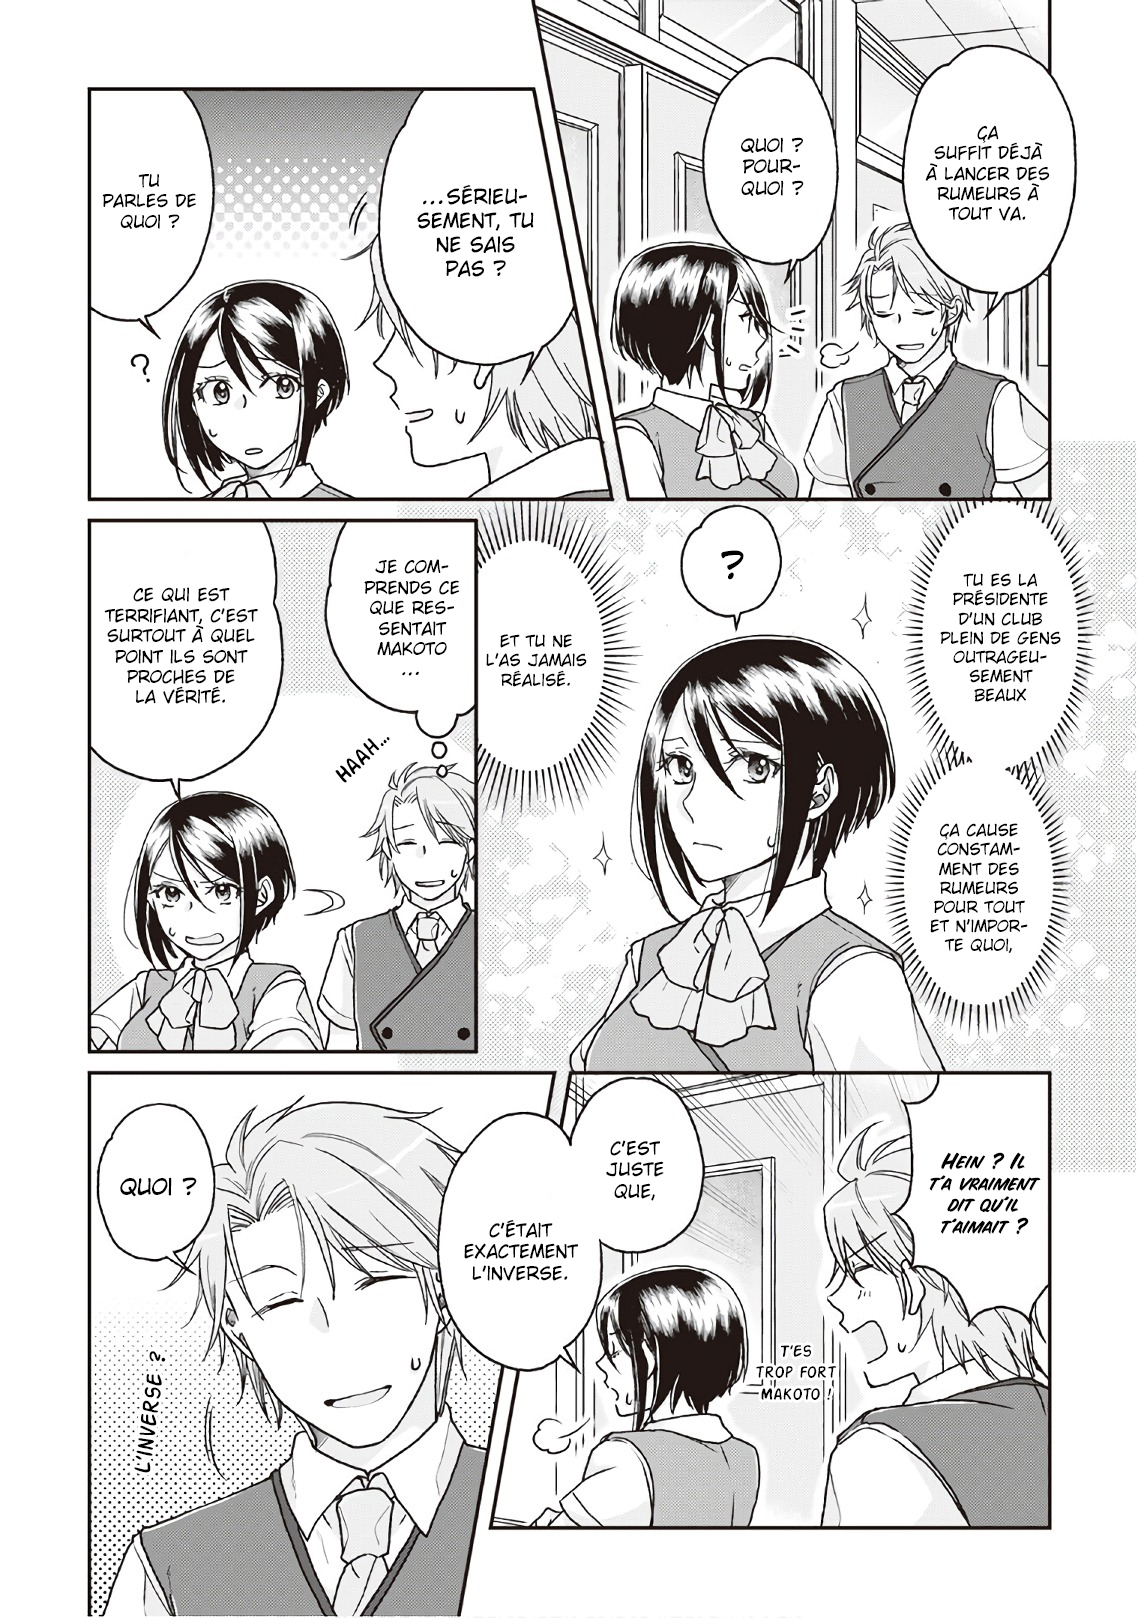 ÇA
SUFFIT DÉJÀ
À LANCER DES
RUMEURS À
TOUT VA.
QUOI ?
POUR-
QUOI ?
...SÉRIEU-
SEMENT, TU
NE SAIS
PAS ?
TU
PARLES DE
QUOI ?
?
TU ES LA
PRÉSIDENTE
D'UN CLUB
PLEIN DE GENS
OUTRAGEU-
SEMENT
BEAUX
ÇA CAUSE
CONSTAM-
MENT DES
RUMEURS
POUR TOUT
ET N'IMPOR-
TE QUOI,
?
ET TU NE
L'AS JAMAIS
RÉALISÉ.
JE COM-
PRENDS CE
QUE RES-
SENTAIT
MAKOTO
...
HAAH...
CE QUI EST
TERRIFIANT, C'EST
SURTOUT À QUEL
POINT ILS SONT
PROCHES DE
LA VÉRITÉ.
HEIN ? IL
T'A VRAIMENT
DIT QU'IL
T'AIMAIT ?
T'ES
TROP FORT
MAKOTO !
C'EST
JUSTE
QUE,
C'ÉTAIT
EXACTEMENT
L'INVERSE.
QUOI ?
L'INVERSE ?